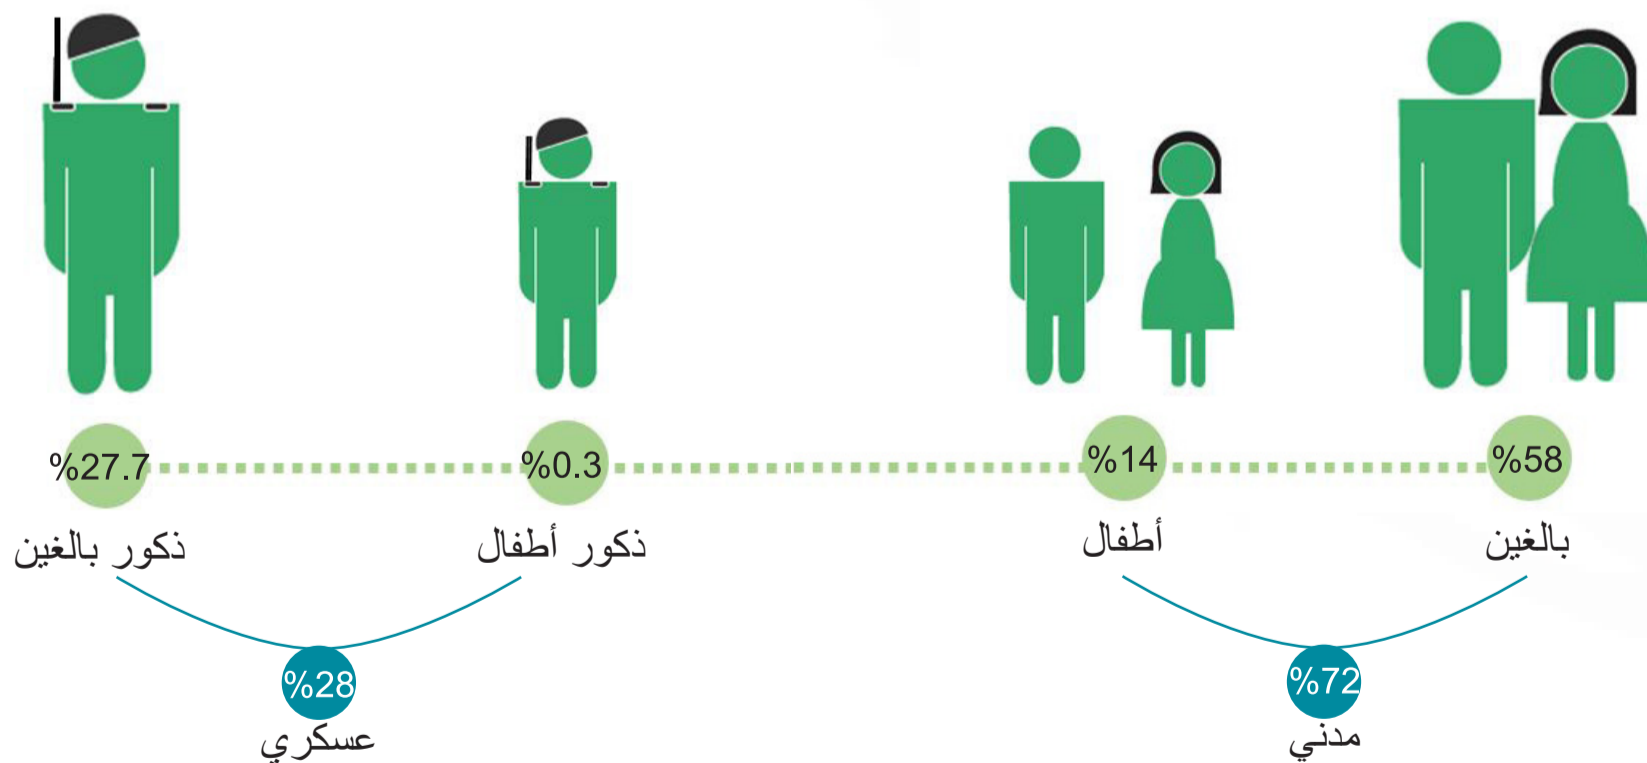 %58
%14
%0.3
%27.7
بالغين
أطفال
ذكور أطفال
ذكور بالغين
%72
%28
مدني
عسكري